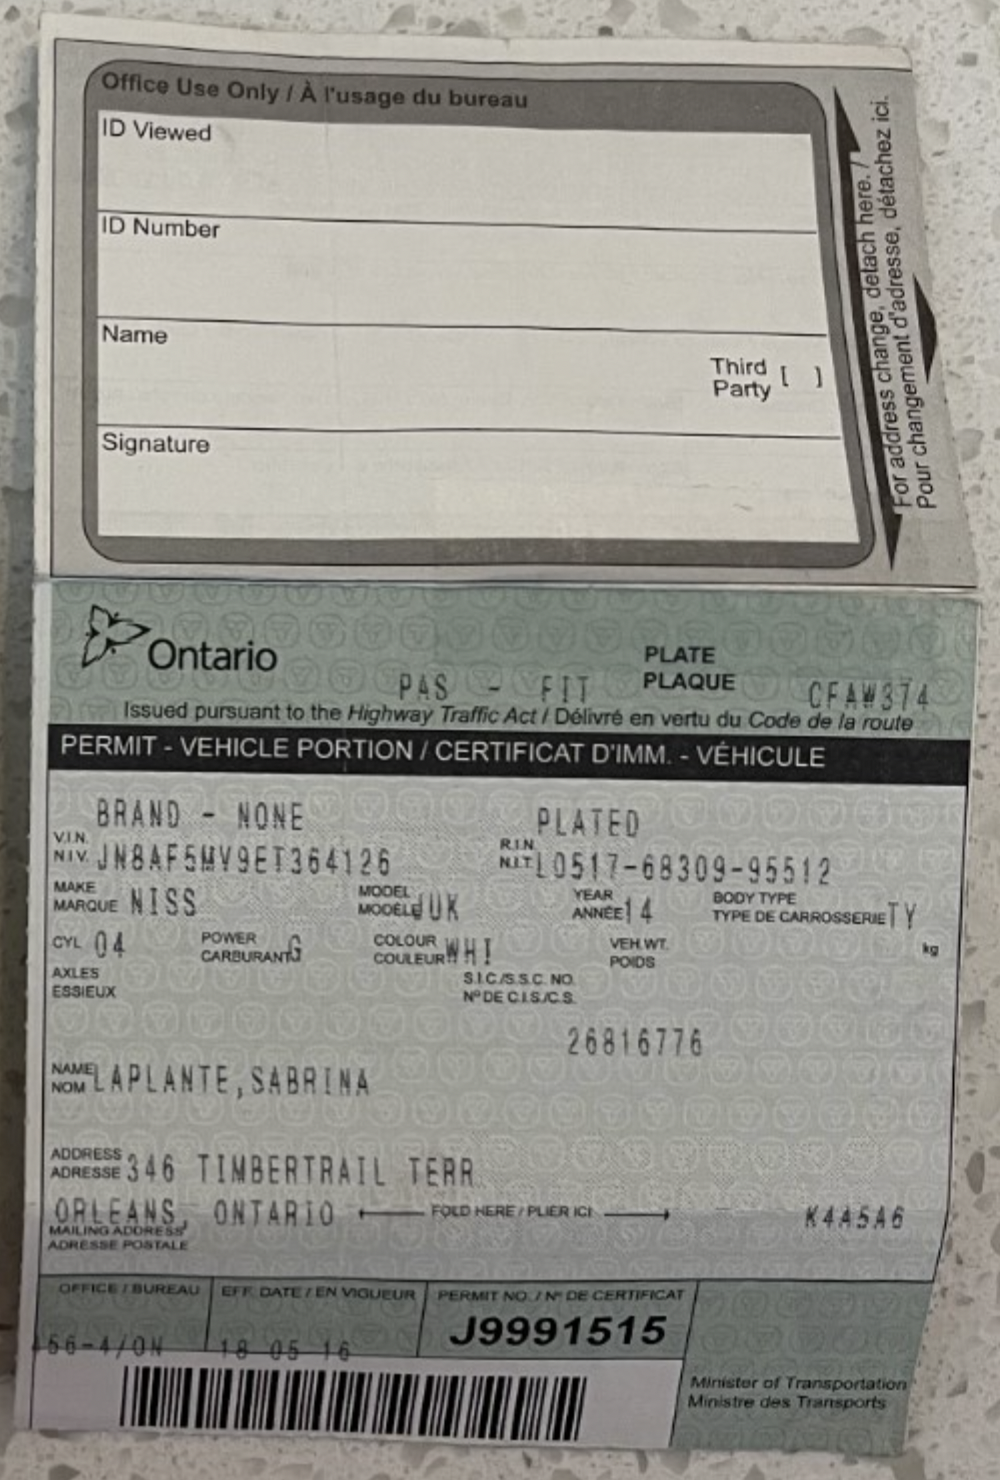 Office Use Only / À l'usage du bureau
ID Viewed
ID Number
Name
Third Party [ ]
Signature
For address change, detach here. /
Pour changement d'adresse, détachez ici.
Ontario
PAS - FIT
PLATE
PLAQUE CFAW374
Issued pursuant to the Highway Traffic Act / Délivré en vertu du Code de la route
PERMIT - VEHICLE PORTION / CERTIFICAT D'IMM. - VÉHICULE
BRAND - NONE PLATED
V.I.N. R.I.N.
N.I.V. JN8AF5MV9ET364126 N.I.T. L0517-68309-95512
MAKE MODEL YEAR BODY TYPE
MARQUE NISS MODÈLE JUK ANNÉE 14 TYPE DE CARROSSERIE TY
CYL 04 POWER COLOUR VEH.WT. kg
CARBURANT G COULEUR WHI POIDS
AXLES S.I.C./S.S.C. NO.
ESSIEUX Nº DE C.I.S./C.S.
26816776
NAME
NOM LAPLANTE,SABRINA
ADDRESS
ADRESSE 346 TIMBERTRAIL TERR
ORLEANS, ONTARIO FOLD HERE / PLIER ICI K4A5A6
MAILING ADDRESS
ADRESSE POSTALE
OFFICE / BUREAU EFF. DATE / EN VIGUEUR PERMIT NO. / Nº DE CERTIFICAT
56-4/ON 18 05 16 J9991515
Minister of Transportation
Ministre des Transports